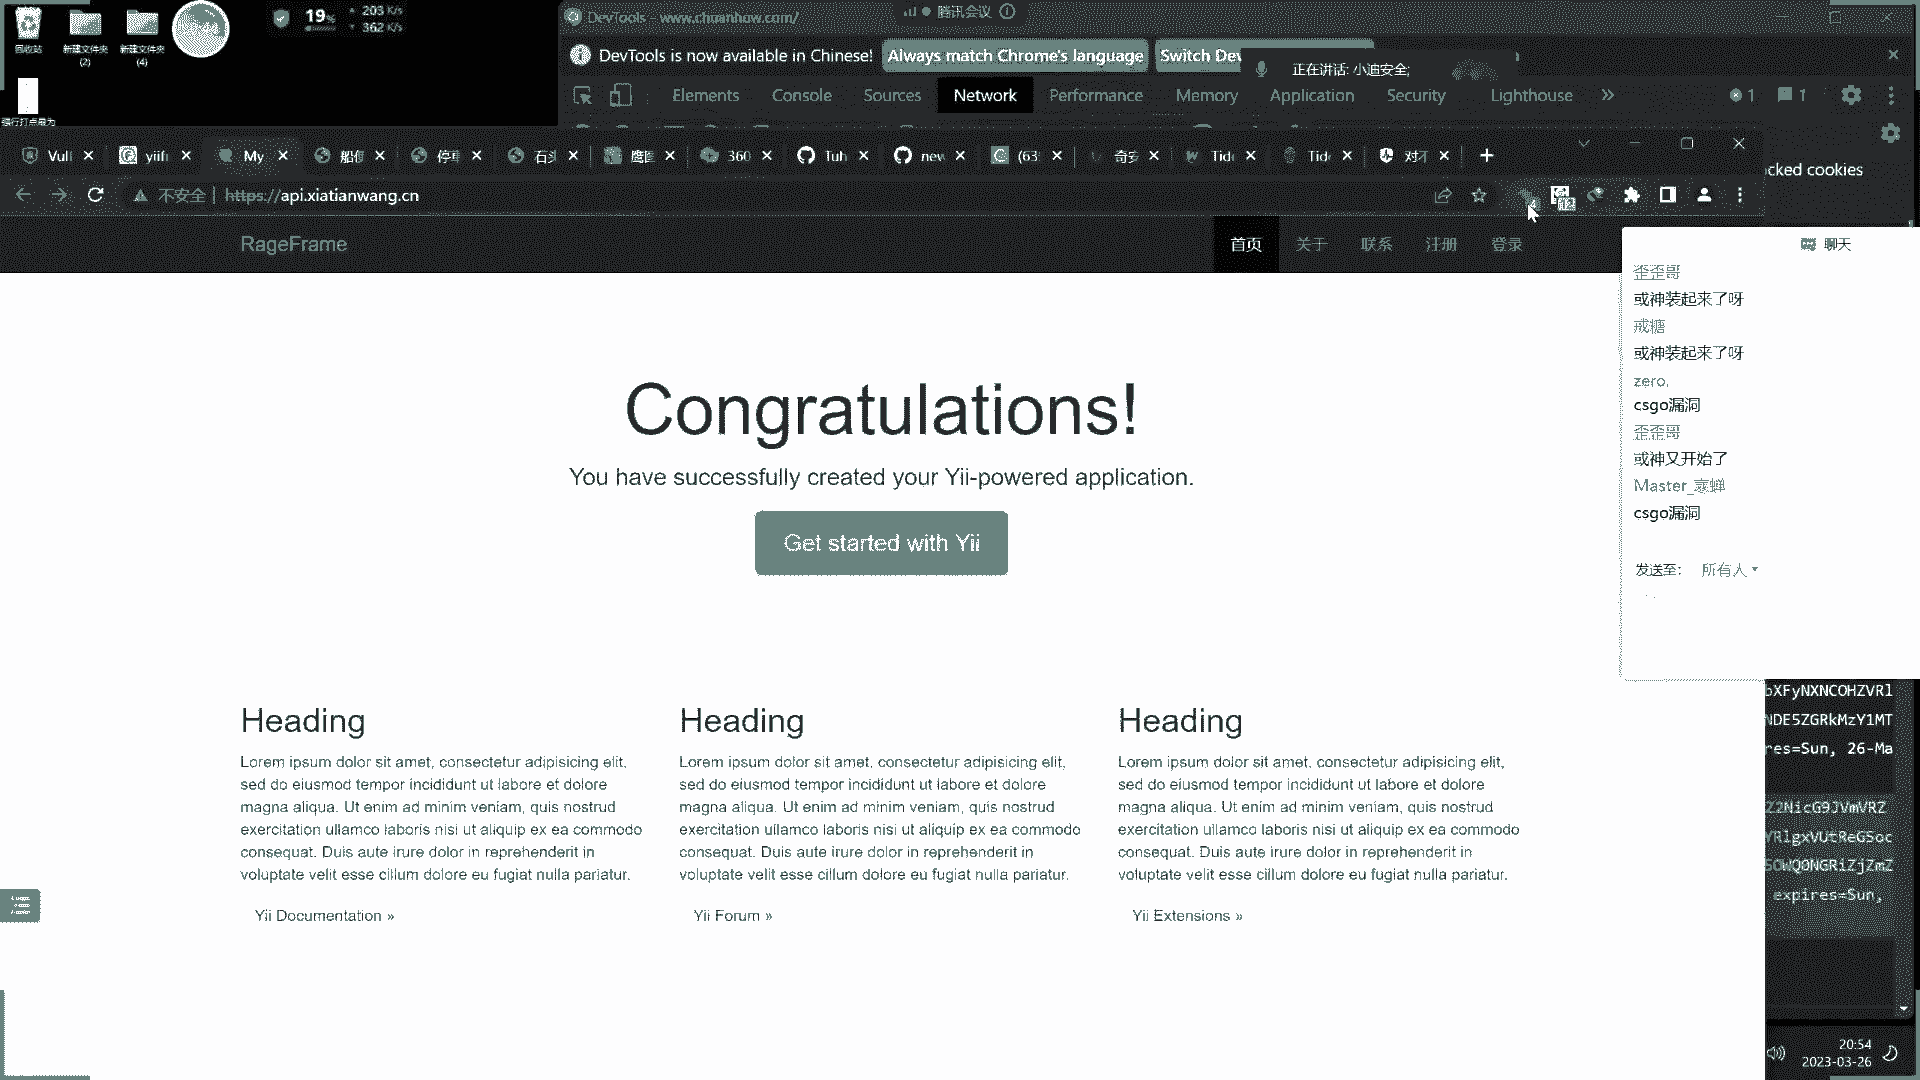 回收站
新建文件夹
(2)
新建文件夹
(4)
19%
203 K/s
362 K/s
DevTools - www.chuanhuw.com/
腾讯会议
DevTools is now available in Chinese!
Always match Chrome's language
Switch Dev
正在讲话: 小迪安全;
Elements
Console
Sources
Network
Performance
Memory
Application
Security
Lighthouse
1
1
Vull
yiif
My
船
停
石
鹰
360
Tuh
new
(63
奇安
Tid
Tid
对
cked cookies
不安全
https://api.xiatianwang.cn
4
12
RageFrame
首页
关于
联系
注册
登录
聊天
歪歪哥
或神装起来了呀
戒糖
或神装起来了呀
zero.
csgo漏洞
歪歪哥
或神又开始了
csgo漏洞
发送至:
所有人
Congratulations!
You have successfully created your Yii-powered application.
Get started with Yii
Heading
Lorem ipsum dolor sit amet, consectetur adipisicing elit,
sed do eiusmod tempor incididunt ut labore et dolore
magna aliqua. Ut enim ad minim veniam, quis nostrud
exercitation ullamco laboris nisi ut aliquip ex ea commodo
consequat. Duis aute irure dolor in reprehenderit in
voluptate velit esse cillum dolore eu fugiat nulla pariatur.
Yii Documentation »
Heading
Lorem ipsum dolor sit amet, consectetur adipisicing elit,
sed do eiusmod tempor incididunt ut labore et dolore
magna aliqua. Ut enim ad minim veniam, quis nostrud
exercitation ullamco laboris nisi ut aliquip ex ea commodo
consequat. Duis aute irure dolor in reprehenderit in
voluptate velit esse cillum dolore eu fugiat nulla pariatur.
Yii Forum »
Heading
Lorem ipsum dolor sit amet, consectetur adipisicing elit,
sed do eiusmod tempor incididunt ut labore et dolore
magna aliqua. Ut enim ad minim veniam, quis nostrud
exercitation ullamco laboris nisi ut aliquip ex ea commodo
consequat. Duis aute irure dolor in reprehenderit in
voluptate velit esse cillum dolore eu fugiat nulla pariatur.
Yii Extensions »
bXFyNXNCOHZVRl
NDE5ZGRkMzY1MT
res=Sun, 26-Ma
Z2NicG9JVmVRZ
YRlgxVUtReG5oc
5OWQ0NGRiZjZmZ
expires=Sun,
20:54
2023-03-26